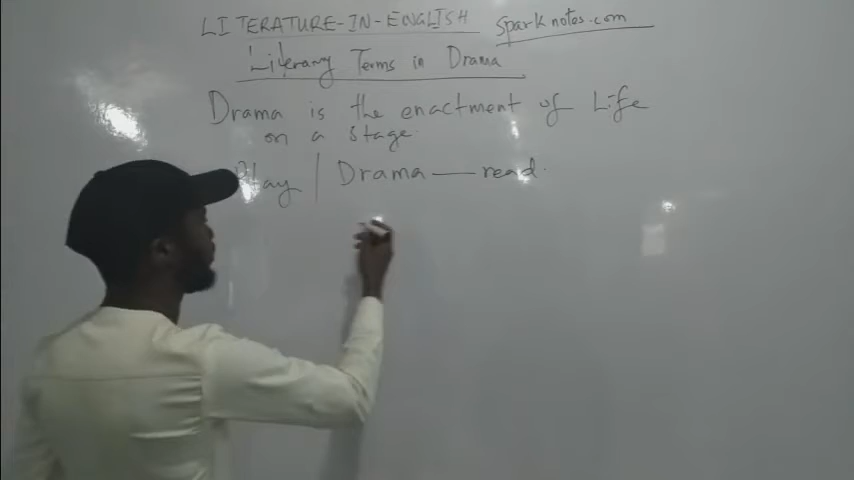 LITERATURE-IN-ENGLISH sparknotes.com
Literary Terms in Drama
Drama is the enactment of Life
on a stage.
Play | Drama — read.